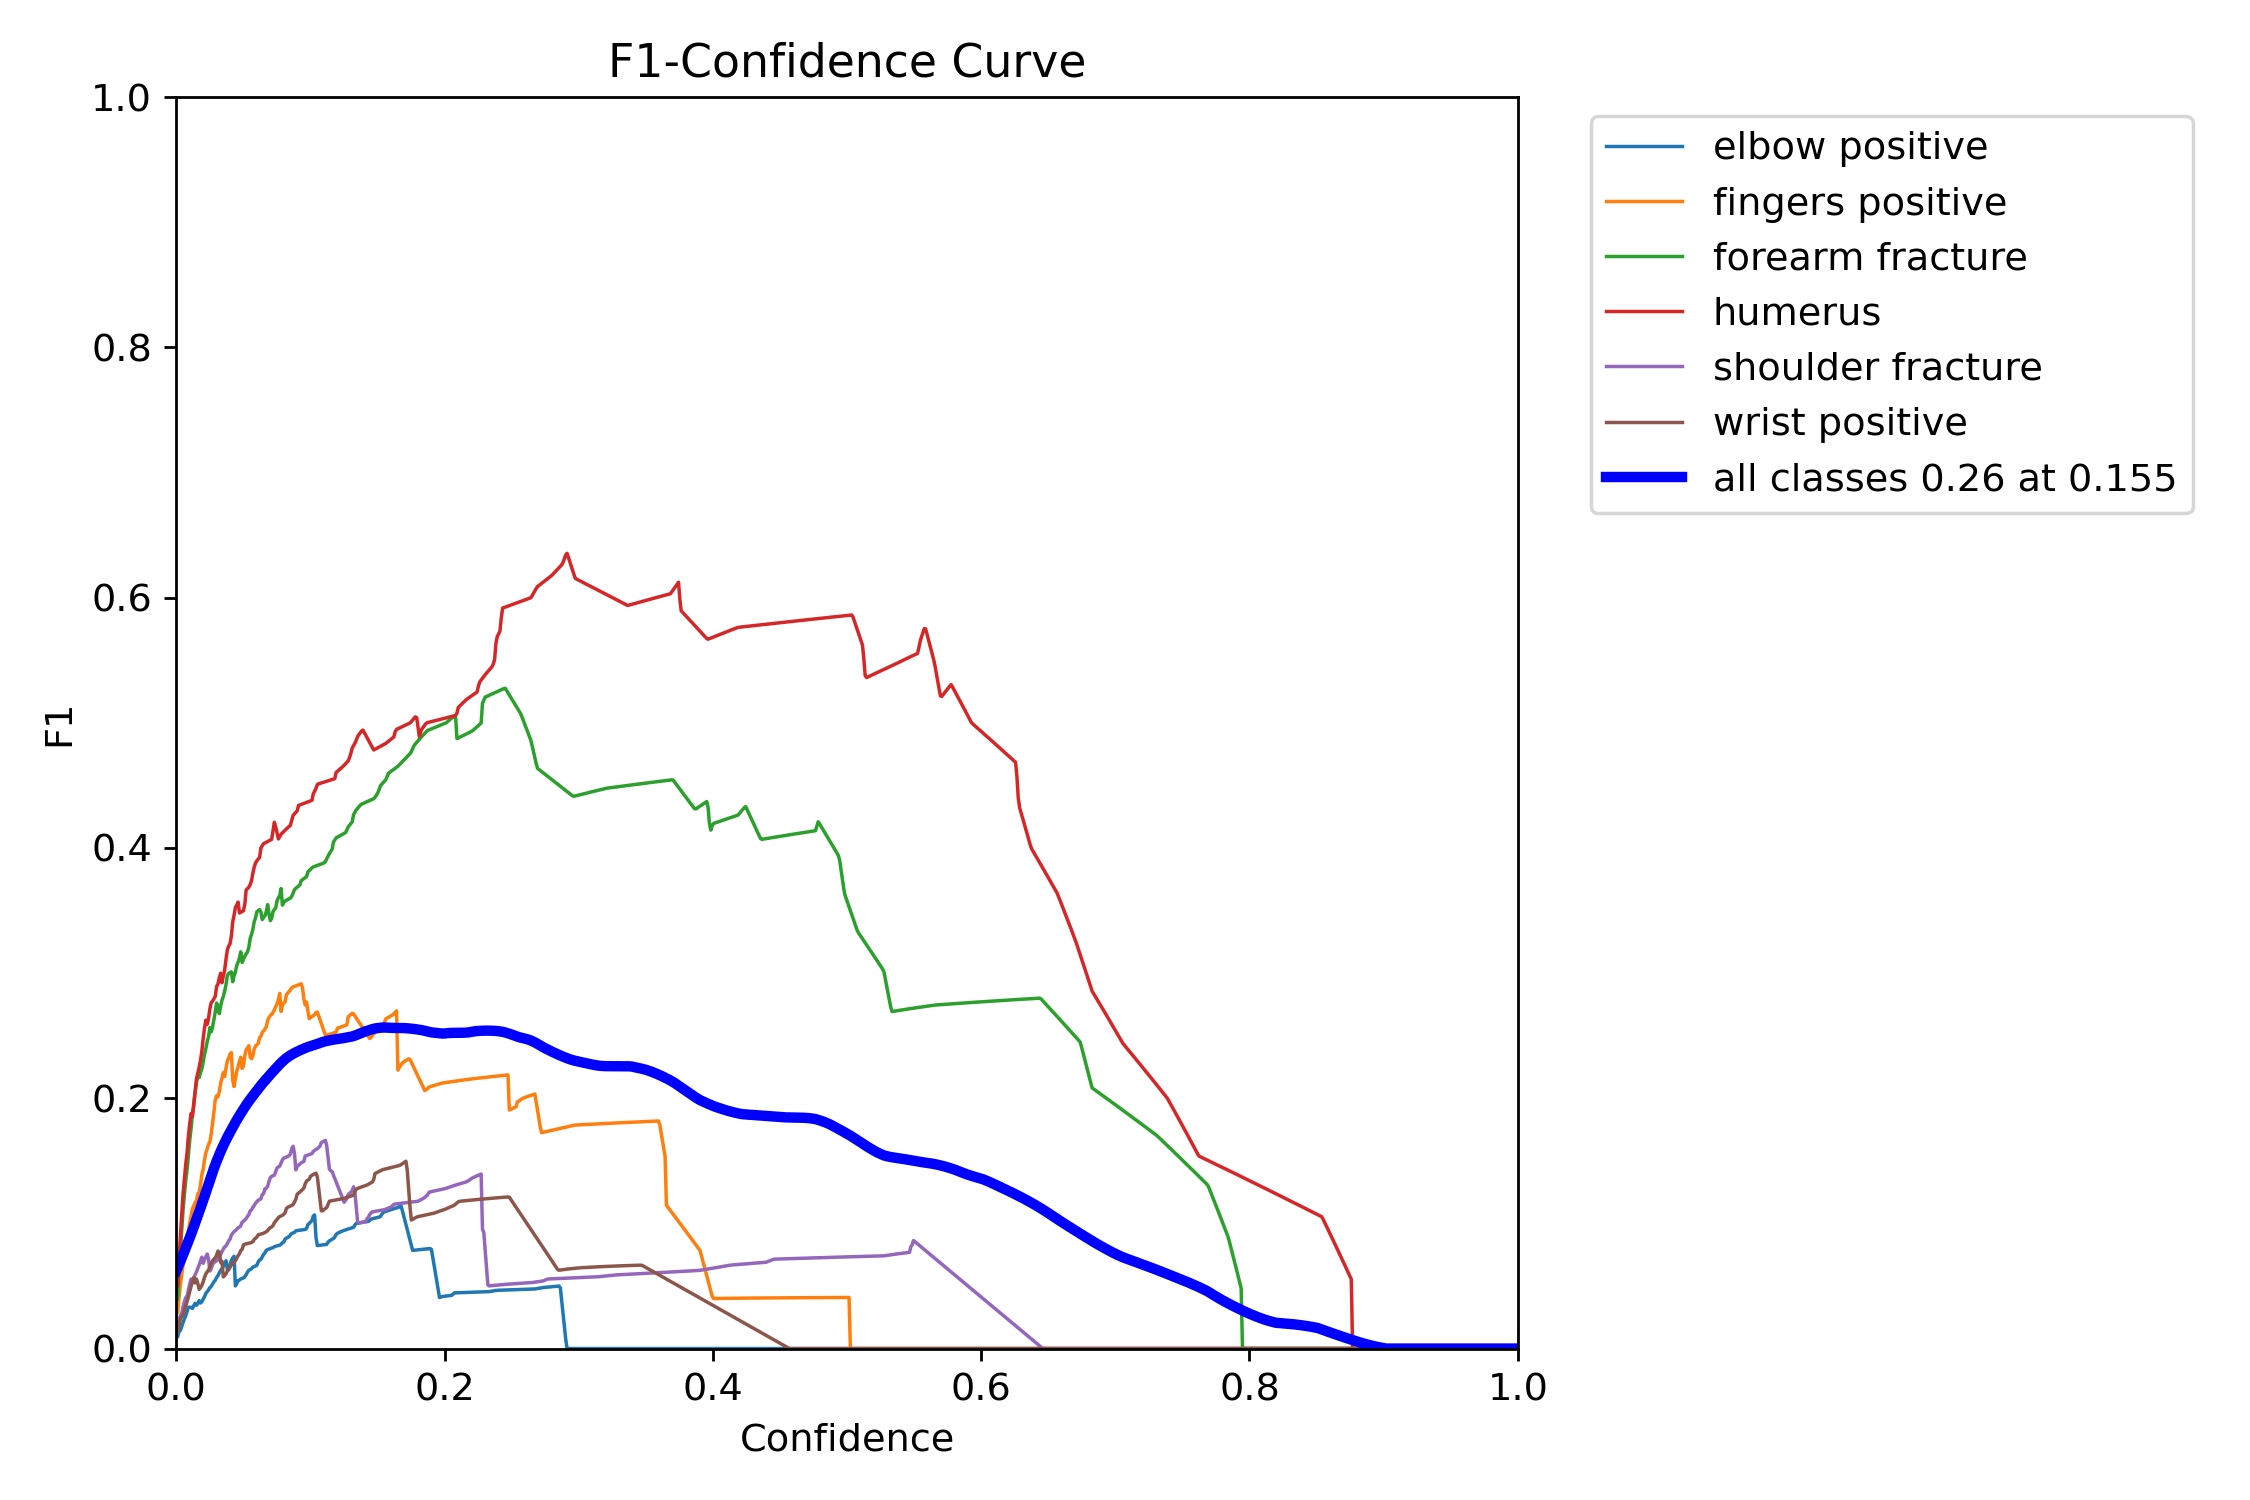 F1-Confidence Curve
1.0
0.8
0.6
0.4
0.2
0.0
F1
0.0 0.2 0.4 0.6 0.8 1.0
Confidence
elbow positive
fingers positive
forearm fracture
humerus
shoulder fracture
wrist positive
all classes 0.26 at 0.155